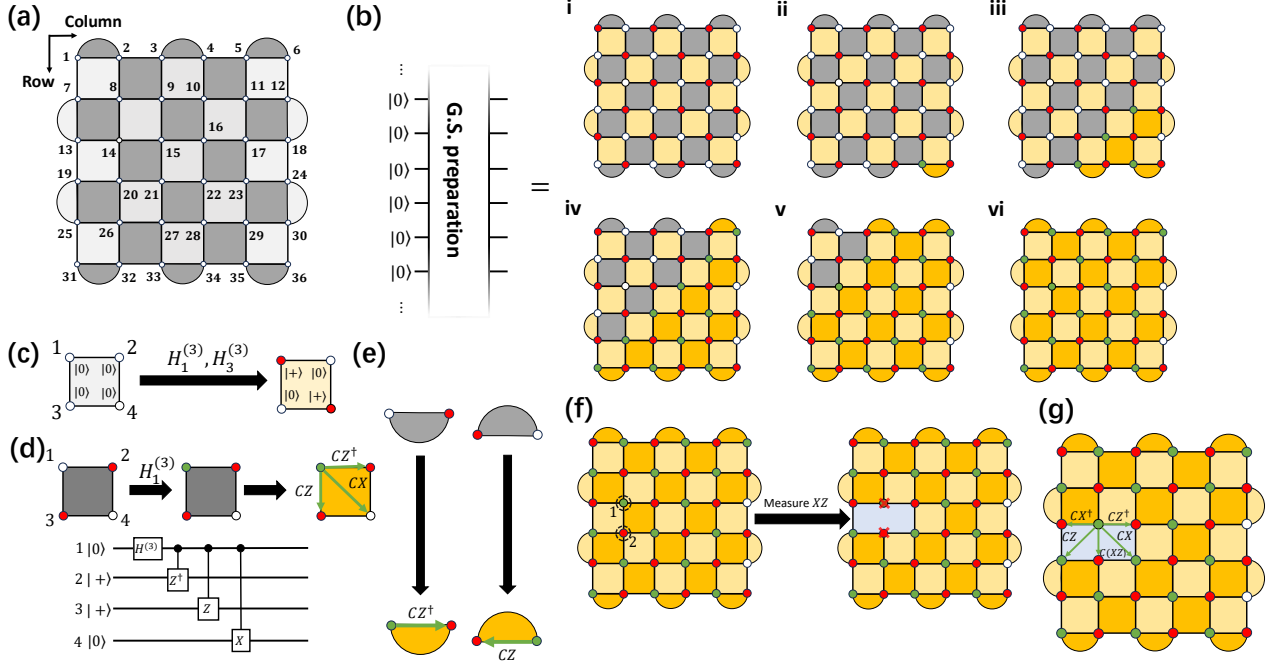 (a)
Column
Row
1 2 3 4 5 6
7 8 9 10 11 12
16
13 14 15 17 18
19 24
20 21 22 23
25 26 27 28 29 30
31 32 33 34 35 36
(b)
⋮
|0⟩
|0⟩
|0⟩
|0⟩
|0⟩
|0⟩
⋮
G.S. preparation
=
i ii iii
iv v vi
(c)
1 2
|0⟩ |0⟩
|0⟩ |0⟩
3 4
H₁⁽³⁾, H₃⁽³⁾
|+⟩ |0⟩
|0⟩ |+⟩
(d)
1 2
3 4
H₁⁽³⁾
CZ†
CZ
CX
1 |0⟩ H⁽³⁾
2 |+⟩ Z†
3 |+⟩ Z
4 |0⟩ X
(e)
CZ†
CZ
(f)
1
2
Measure XZ
(g)
CX† CZ†
CZ CX
C(XZ)